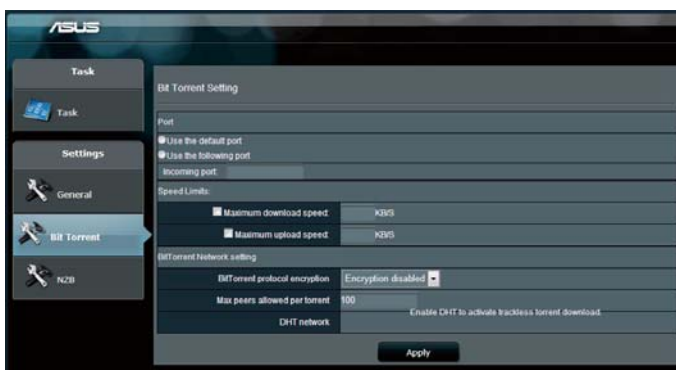 ASUS
Task
Task
Settings
General
Bit Torrent
NZB
Bit Torrent Setting
Port
Use the default port
Use the following port
Incoming port:
Speed Limits:
Maximum download speed: KB/S
Maximum upload speed: KB/S
BitTorrent Network setting
BitTorrent protocol encryption Encryption disabled
Max peers allowed per torrent 100
DHT network Enable DHT to activate trackless torrent download.
Apply